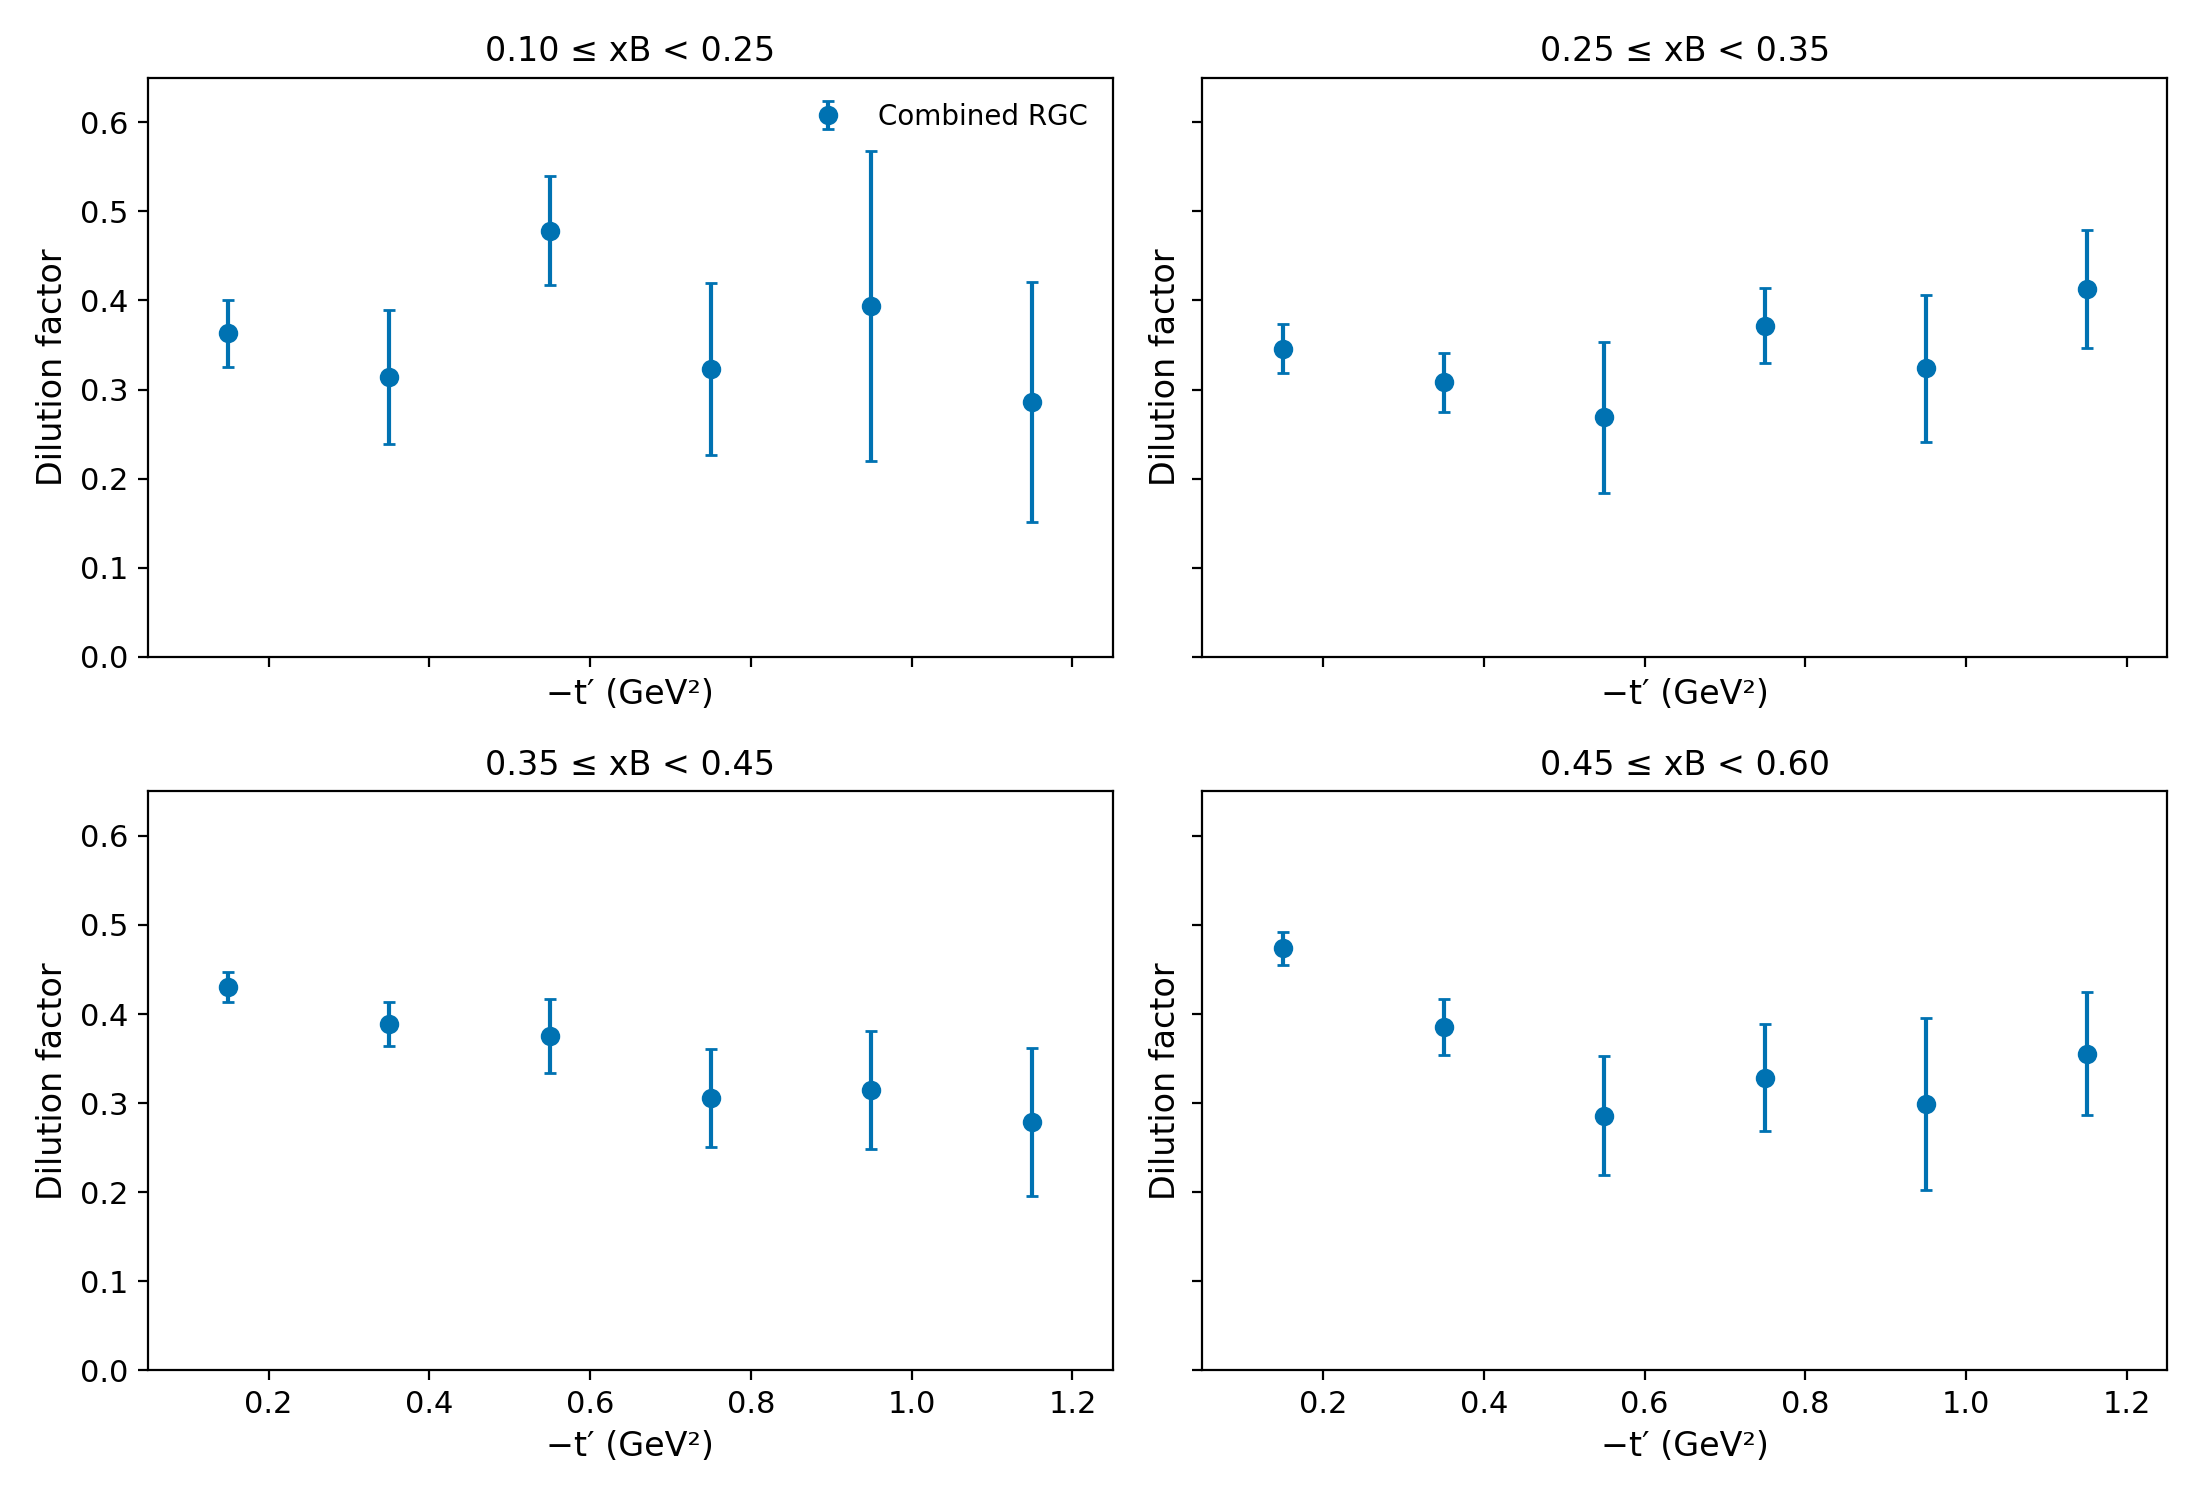 0.10 ≤ xB < 0.25
Combined RGC
Dilution factor
0.6
0.5
0.4
0.3
0.2
0.1
0.0
−t′ (GeV²)
0.25 ≤ xB < 0.35
Dilution factor
−t′ (GeV²)
0.35 ≤ xB < 0.45
Dilution factor
0.6
0.5
0.4
0.3
0.2
0.1
0.0
0.2 0.4 0.6 0.8 1.0 1.2
−t′ (GeV²)
0.45 ≤ xB < 0.60
Dilution factor
0.2 0.4 0.6 0.8 1.0 1.2
−t′ (GeV²)